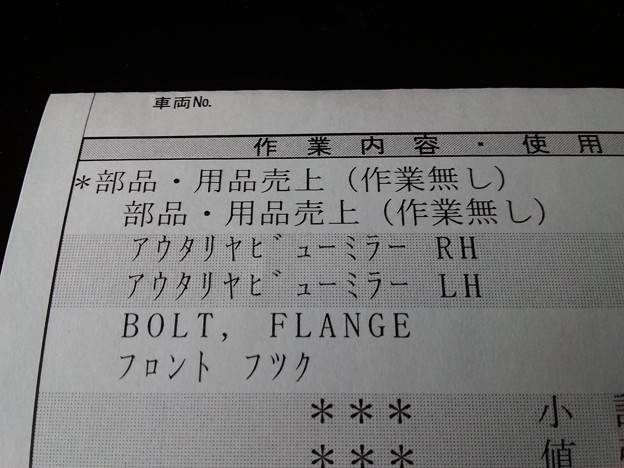 車両No.
作業内容・使用
*部品・用品売上(作業無し)
部品・用品売上(作業無し)
アウタリヤビューミラー RH
アウタリヤビューミラー LH
BOLT, FLANGE
フロント フツク
*** 小
*** 値